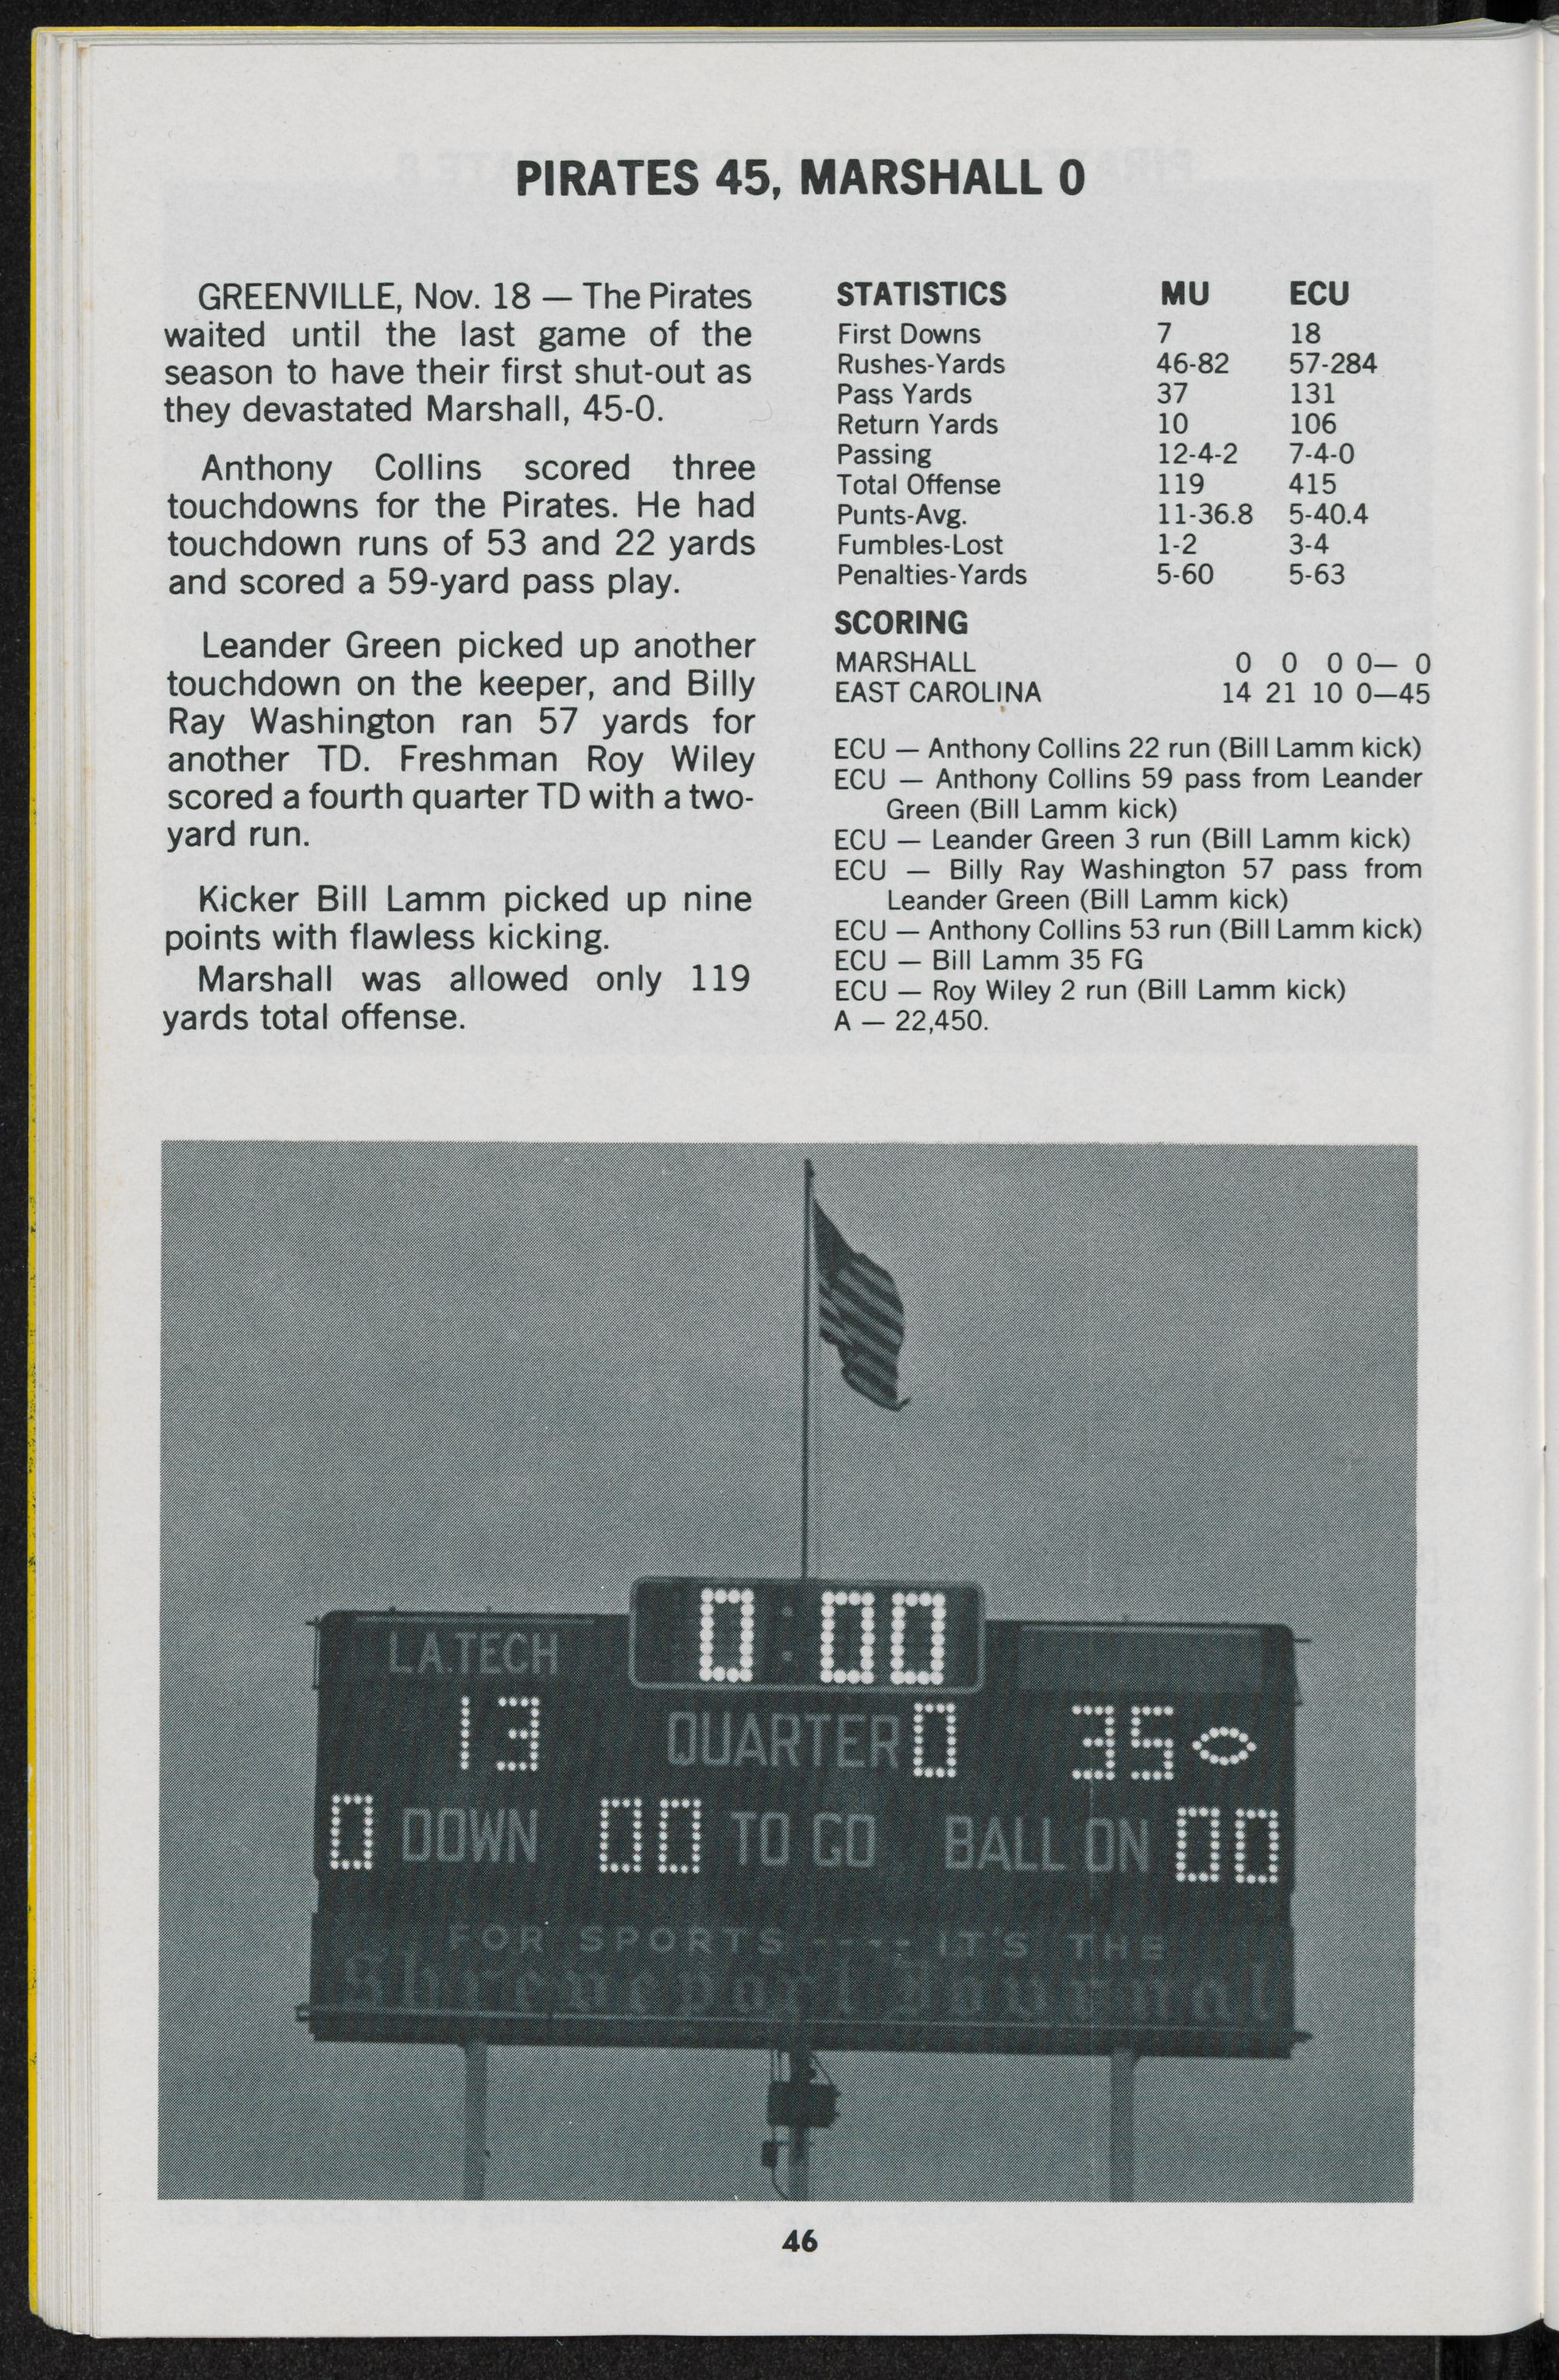 PIRATES 45, MARSHALL 0
GREENVILLE, Nov. 18 — The Pirates
waited until the last game of the
season to have their first shut-out as
they devastated Marshall, 45-0.
Anthony Collins scored three
touchdowns for the Pirates. He had
touchdown runs of 53 and 22 yards
and scored a 59-yard pass play.
Leander Green picked up another
touchdown on the keeper, and Billy
Ray Washington ran 57 yards for
another TD. Freshman Roy Wiley
scored a fourth quarter TD with a two-
yard run.
Kicker Bill Lamm picked up nine
points with flawless kicking.
Marshall was allowed only 119
yards total offense.
STATISTICS MU ECU
First Downs 7 18
Rushes-Yards 46-82 57-284
Pass Yards 37 131
Return Yards 10 106
Passing 12-4-2 7-4-0
Total Offense 119 415
Punts-Avg. 11-36.8 5-40.4
Fumbles-Lost 1-2 3-4
Penalties-Yards 5-60 5-63
SCORING
MARSHALL 0 0 0 0— 0
EAST CAROLINA 14 21 10 0—45
ECU — Anthony Collins 22 run (Bill Lamm kick)
ECU — Anthony Collins 59 pass from Leander
Green (Bill Lamm kick)
ECU — Leander Green 3 run (Bill Lamm kick)
ECU — Billy Ray Washington 57 pass from
Leander Green (Bill Lamm kick)
ECU — Anthony Collins 53 run (Bill Lamm kick)
ECU — Bill Lamm 35 FG
ECU — Roy Wiley 2 run (Bill Lamm kick)
A — 22,450.
0:00
LA.TECH
13 QUARTER 0 35
0 DOWN 00 TO GO BALL ON 00
FOR SPORTS ---- IT'S THE
Shreveport Journal
46